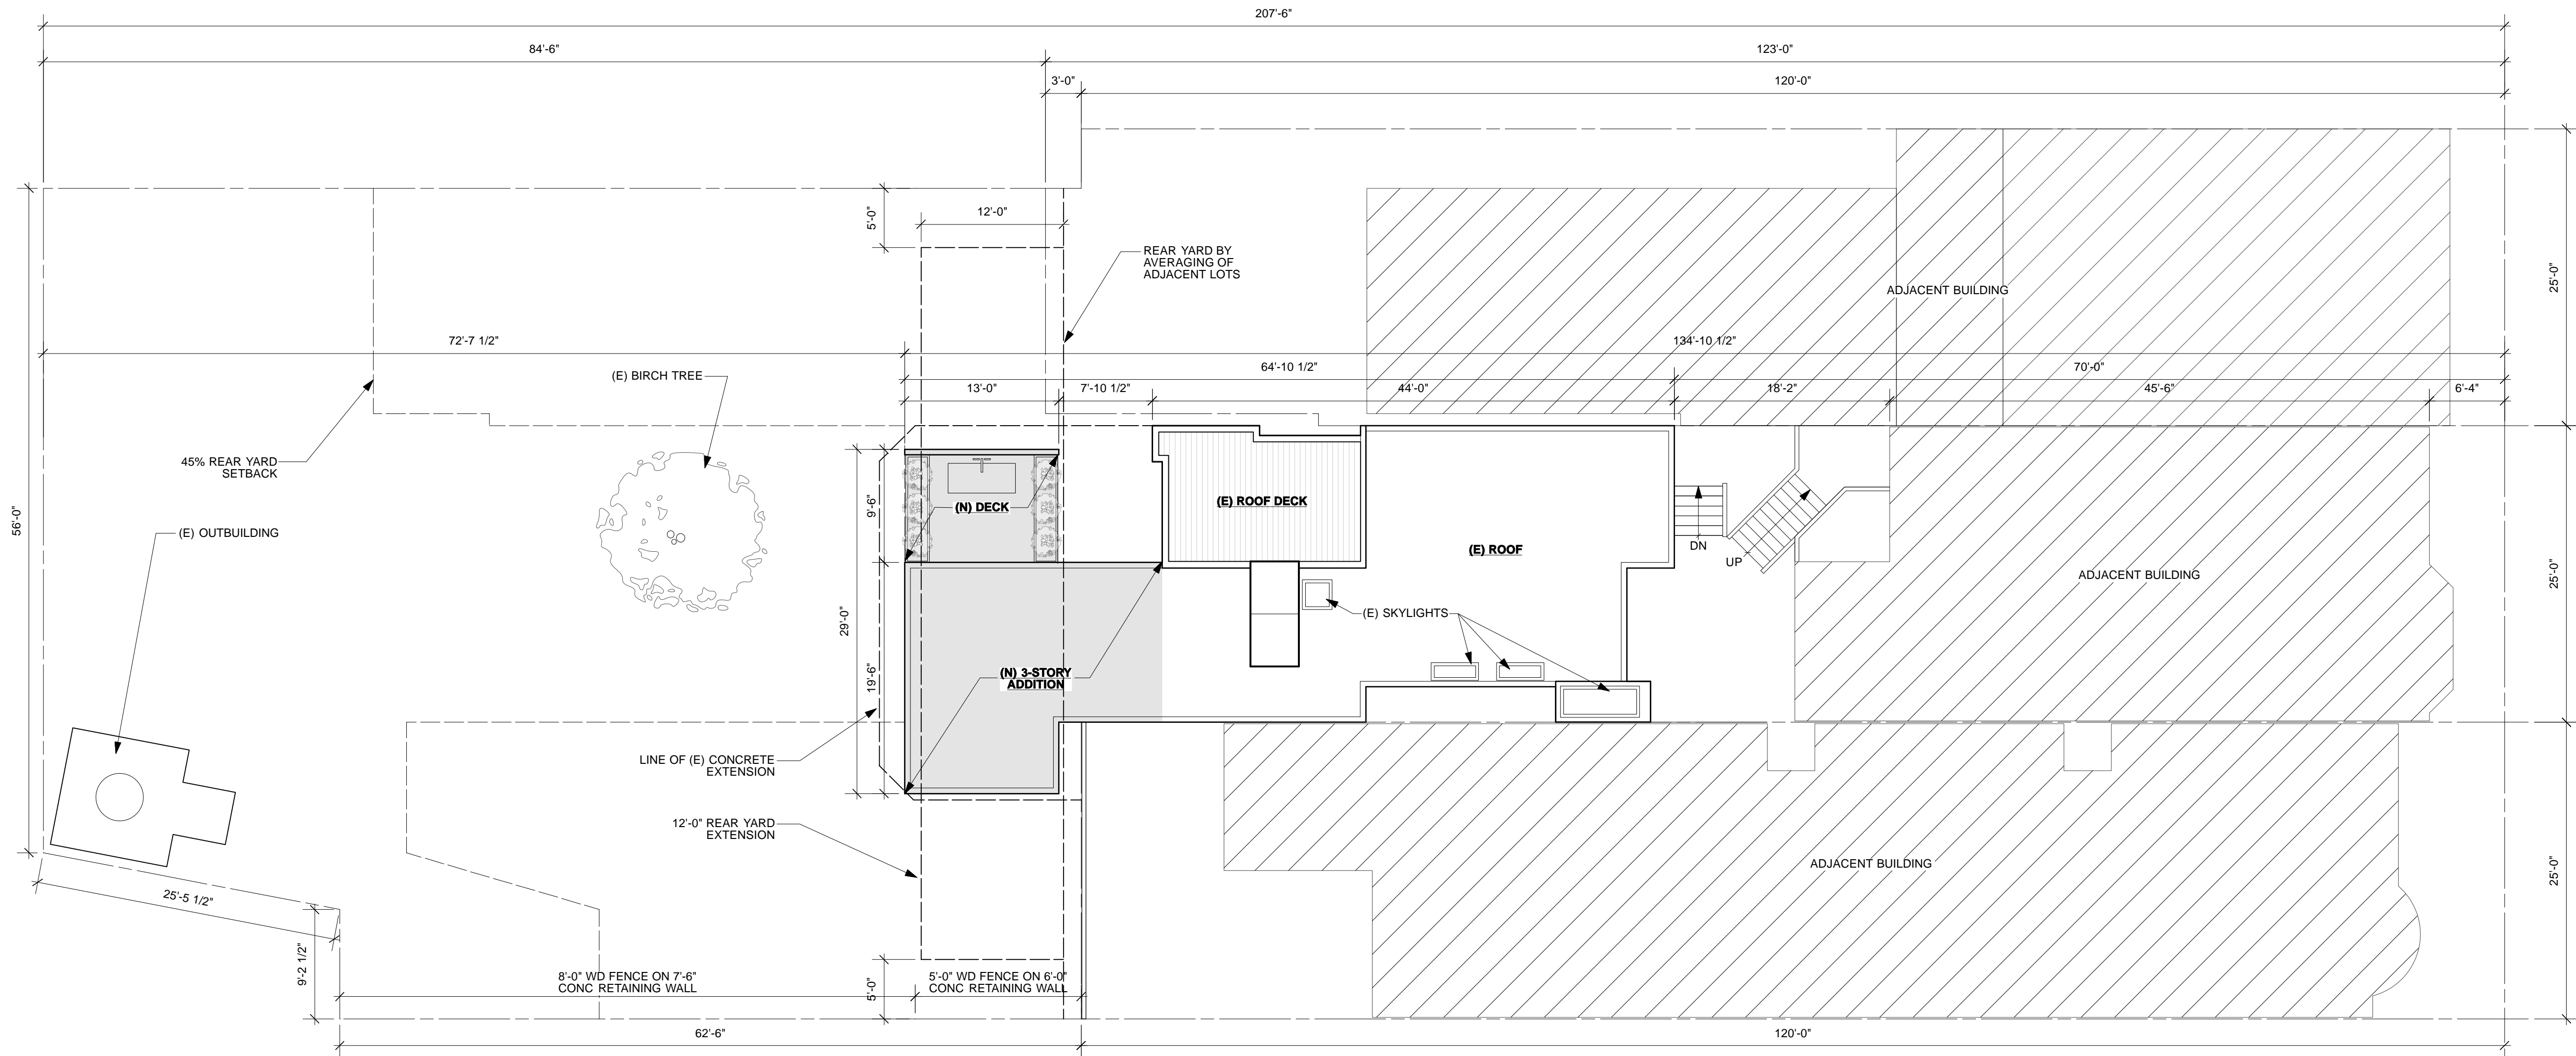 207'-6"
84'-6"
123'-0"
3'-0"
120'-0"
5'-0"
12'-0"
25'-0"
REAR YARD BY
AVERAGING OF
ADJACENT LOTS
ADJACENT BUILDING
72'-7 1/2"
134'-10 1/2"
64'-10 1/2"
70'-0"
(E) BIRCH TREE
13'-0"
7'-10 1/2"
44'-0"
18'-2"
45'-6"
6'-4"
45% REAR YARD
SETBACK
56'-0"
(E) OUTBUILDING
9'-6"
(N) DECK
(E) ROOF DECK
(E) ROOF
DN
UP
25'-0"
ADJACENT BUILDING
29'-0"
(E) SKYLIGHTS
19'-6"
(N) 3-STORY
ADDITION
LINE OF (E) CONCRETE
EXTENSION
12'-0" REAR YARD
EXTENSION
ADJACENT BUILDING
25'-0"
25'-5 1/2"
9'-2 1/2"
8'-0" WD FENCE ON 7'-6"
CONC RETAINING WALL
5'-0"
5'-0" WD FENCE ON 6'-0"
CONC RETAINING WALL
62'-6"
120'-0"